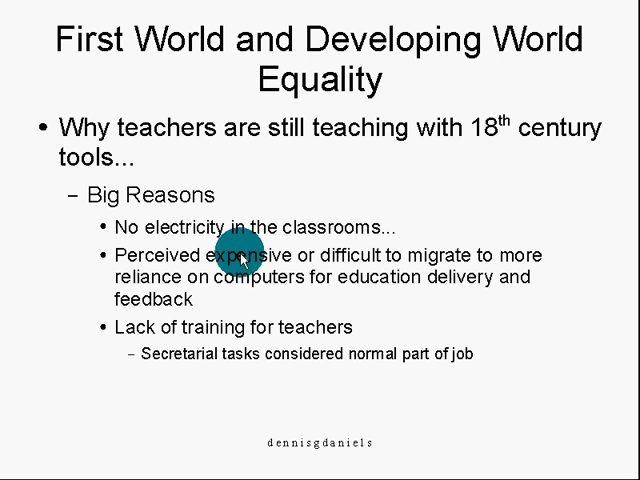 First World and Developing World
Equality
• Why teachers are still teaching with 18th century
tools...
– Big Reasons
• No electricity in the classrooms...
• Perceived expensive or difficult to migrate to more
reliance on computers for education delivery and
feedback
• Lack of training for teachers
– Secretarial tasks considered normal part of job
dennisgdaniels